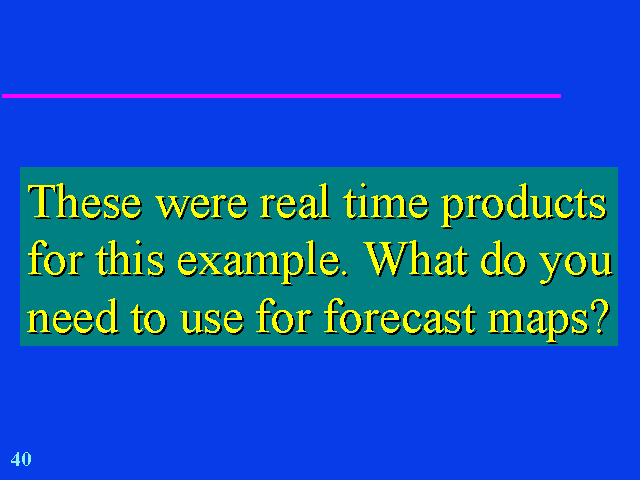 These were real time products
for this example. What do you
need to use for forecast maps?
40